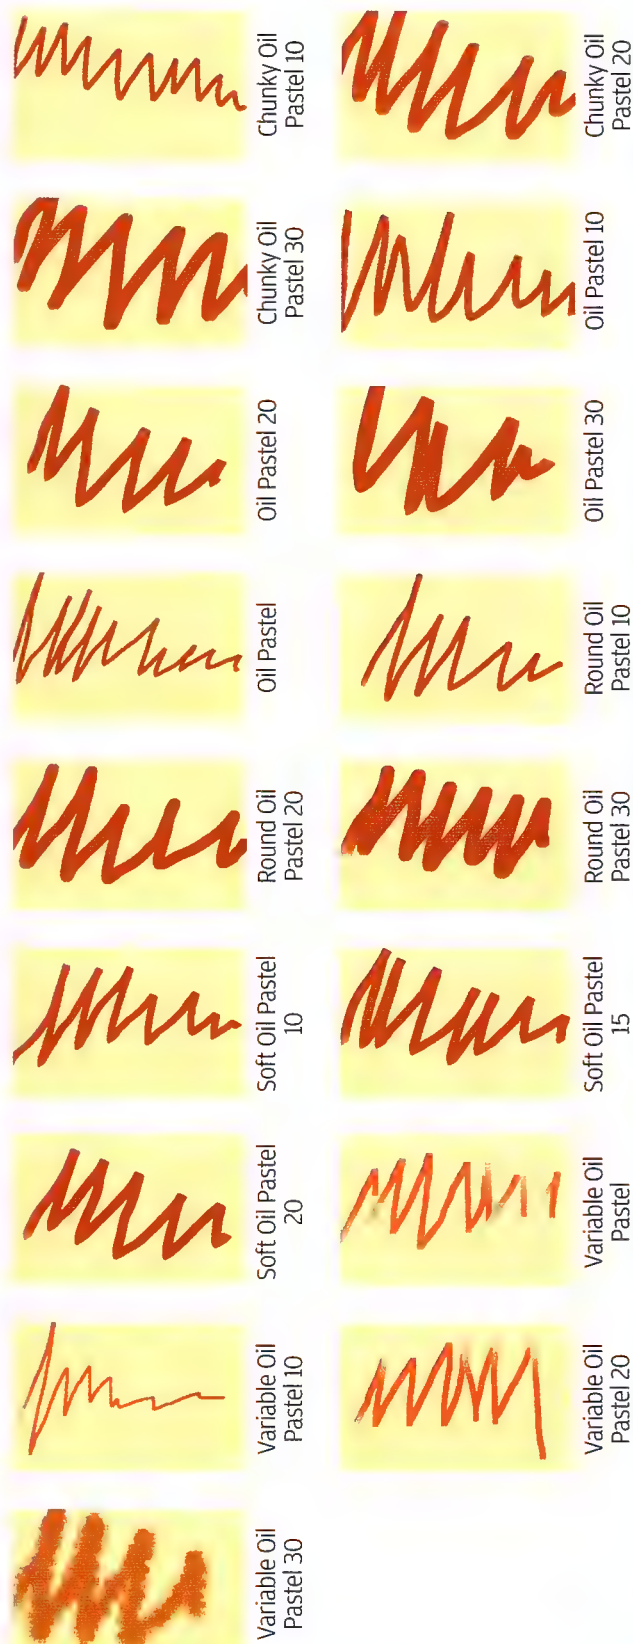 Chunky Oil
Pastel 10
Chunky Oil
Pastel 20
Chunky Oil
Pastel 30
Oil Pastel 10
Oil Pastel 20
Oil Pastel 30
Oil Pastel
Round Oil
Pastel 10
Round Oil
Pastel 20
Round Oil
Pastel 30
Soft Oil Pastel
10
Soft Oil Pastel
15
Soft Oil Pastel
20
Variable Oil
Pastel
Variable Oil
Pastel 10
Variable Oil
Pastel 20
Variable Oil
Pastel 30